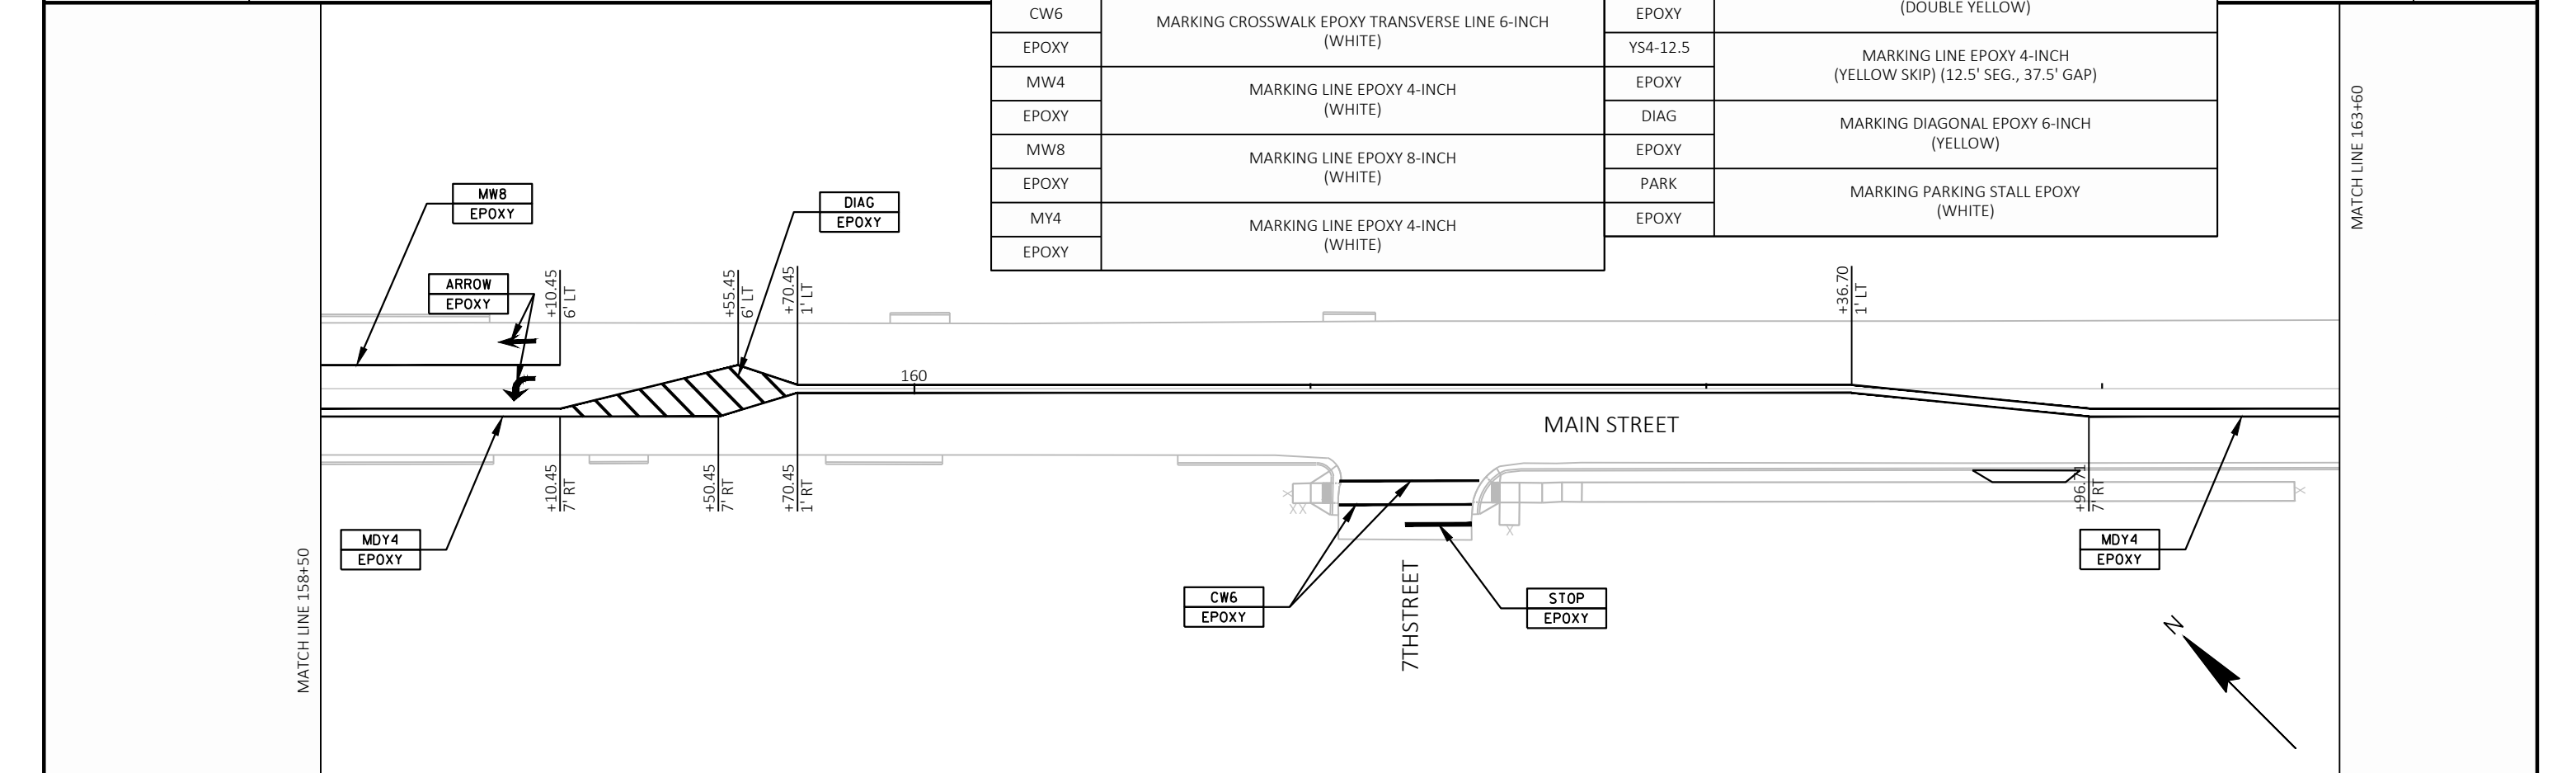 CW6
EPOXY
MARKING CROSSWALK EPOXY TRANSVERSE LINE 6-INCH
(WHITE)
MW4
EPOXY
MARKING LINE EPOXY 4-INCH
(WHITE)
MW8
EPOXY
MARKING LINE EPOXY 8-INCH
(WHITE)
MY4
EPOXY
MARKING LINE EPOXY 4-INCH
(WHITE)
EPOXY
(DOUBLE YELLOW)
YS4-12.5
EPOXY
MARKING LINE EPOXY 4-INCH
(YELLOW SKIP) (12.5' SEG., 37.5' GAP)
DIAG
EPOXY
MARKING DIAGONAL EPOXY 6-INCH
(YELLOW)
PARK
EPOXY
MARKING PARKING STALL EPOXY
(WHITE)
MATCH LINE 163+60
MW8
EPOXY
DIAG
EPOXY
ARROW
EPOXY
+10.45
6' LT
+55.45
6' LT
+70.45
1' LT
+36.70
1' LT
160
MAIN STREET
+10.45
7' RT
+50.45
7' RT
+70.45
1' RT
+96.71
7' RT
X
XX
X
X
MDY4
EPOXY
MDY4
EPOXY
MATCH LINE 158+50
CW6
EPOXY
7THSTREET
STOP
EPOXY
N